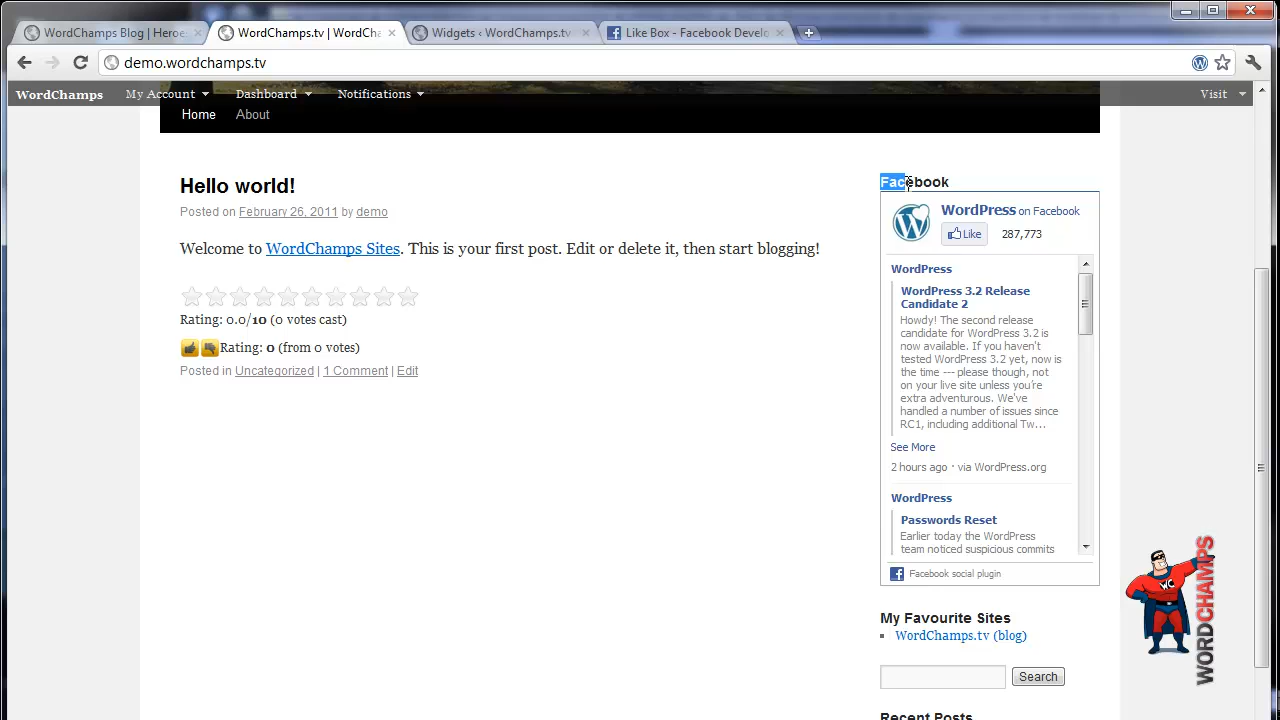 WordChamps Blog | Heroe
WordChamps.tv | WordCha
Widgets ‹ WordChamps.tv
Like Box - Facebook Develo
demo.wordchamps.tv
WordChamps My Account Dashboard Notifications Visit
Home About
Hello world!
Posted on February 26, 2011 by demo
Welcome to WordChamps Sites. This is your first post. Edit or delete it, then start blogging!
Rating: 0.0/10 (0 votes cast)
Rating: 0 (from 0 votes)
Posted in Uncategorized | 1 Comment | Edit
Facebook
WordPress on Facebook
Like 287,773
WordPress
WordPress 3.2 Release
Candidate 2
Howdy! The second release
candidate for WordPress 3.2 is
now available. If you haven't
tested WordPress 3.2 yet, now is
the time --- please though, not
on your live site unless you're
extra adventurous. We've
handled a number of issues since
RC1, including additional Tw...
See More
2 hours ago · via WordPress.org
WordPress
Passwords Reset
Earlier today the WordPress
team noticed suspicious commits
Facebook social plugin
My Favourite Sites
WordChamps.tv (blog)
Search
Recent Posts
WC
WORDCHAMPS